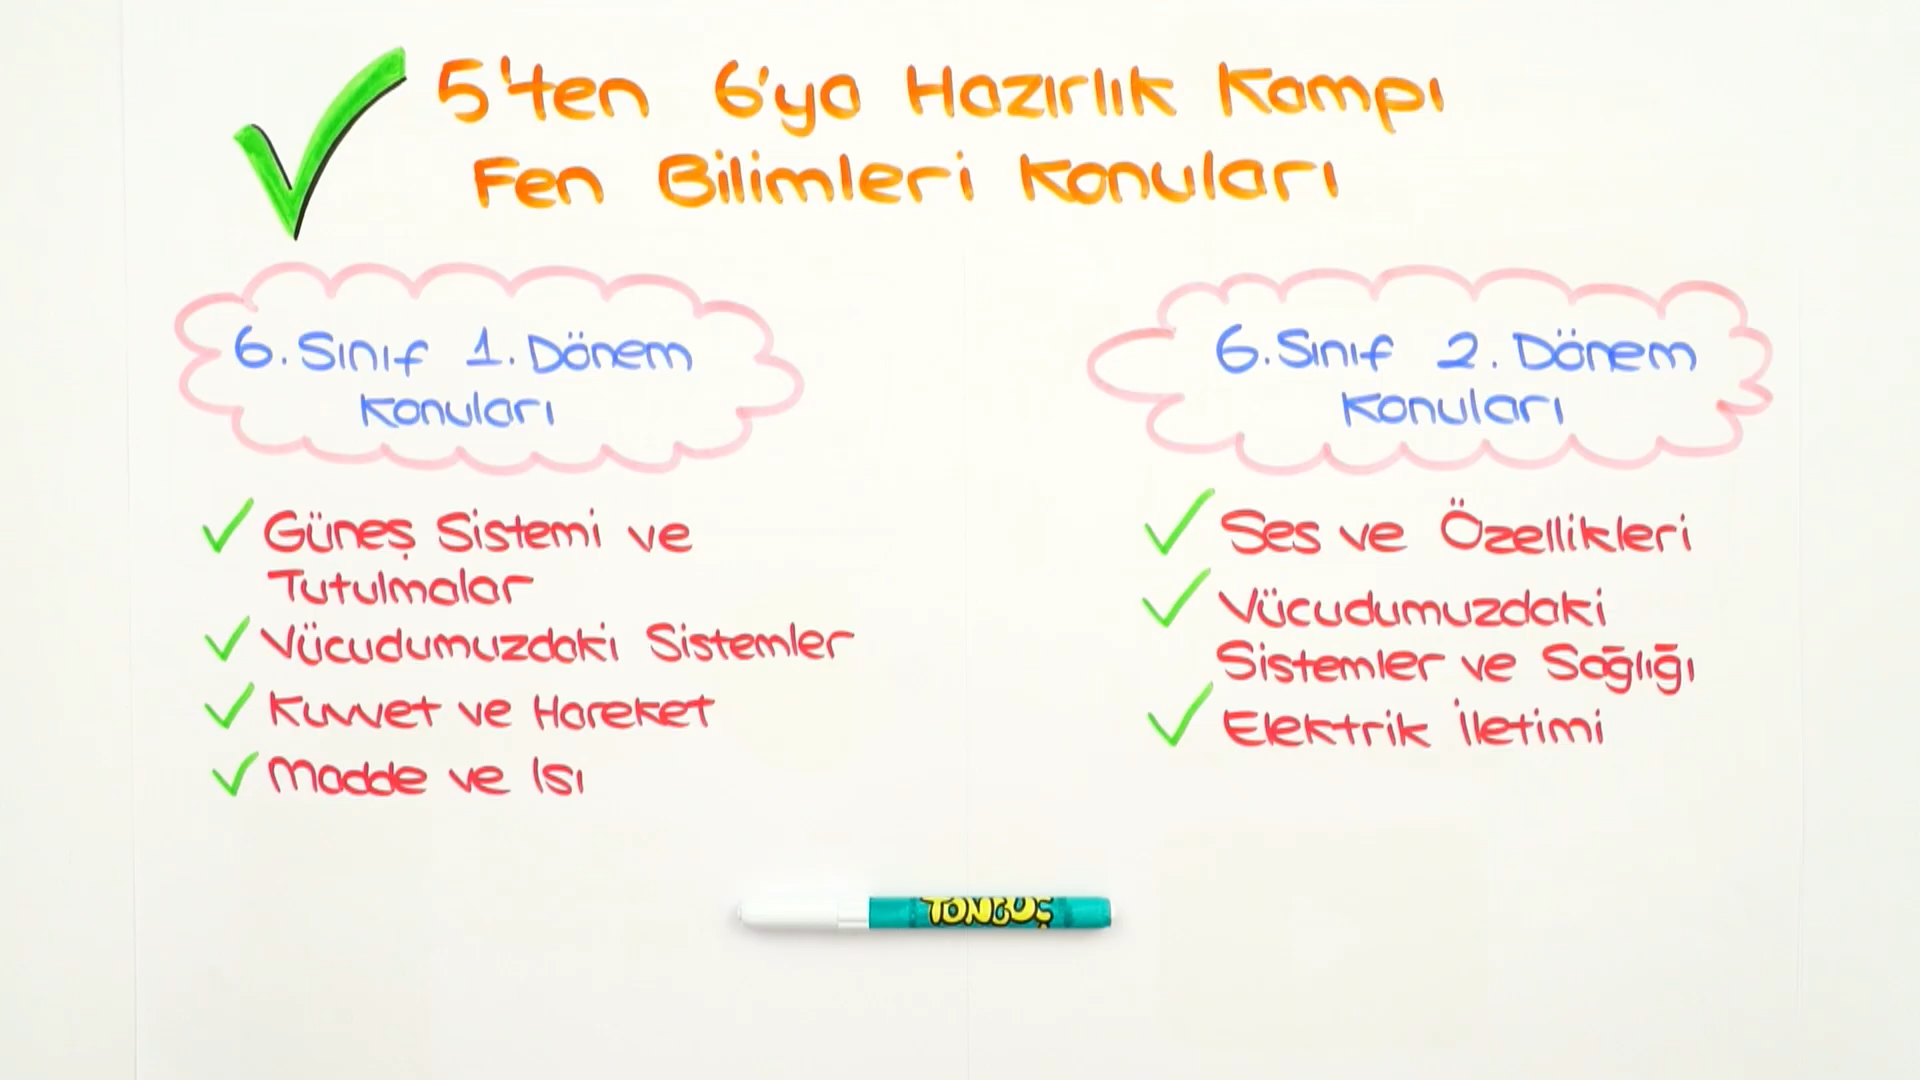 5'ten 6'ya Hazırlık Kampı
Fen Bilimleri Konuları
6. Sınıf 1. Dönem
Konuları
Güneş Sistemi ve
Tutulmalar
Vücudumuzdaki Sistemler
Kuvvet ve Hareket
Madde ve Isı
6. Sınıf 2. Dönem
Konuları
Ses ve Özellikleri
Vücudumuzdaki
Sistemler ve Sağlığı
Elektrik İletimi
TONGUÇ